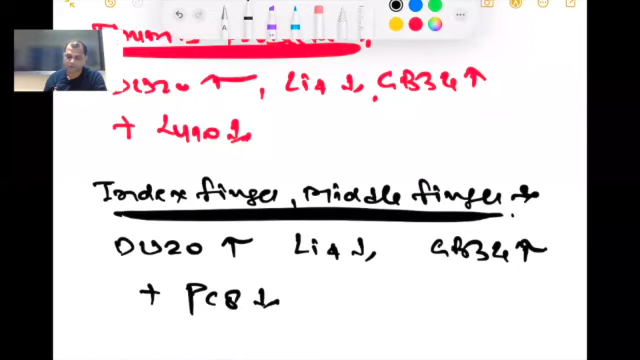 DU20 ↑, Li4 ↓, GB34 ↑
+ Lu10 ↓
Index finger, Middle finger →
DU20 ↑ Li4 ↓, GB34 ↑
+ PC8 ↓